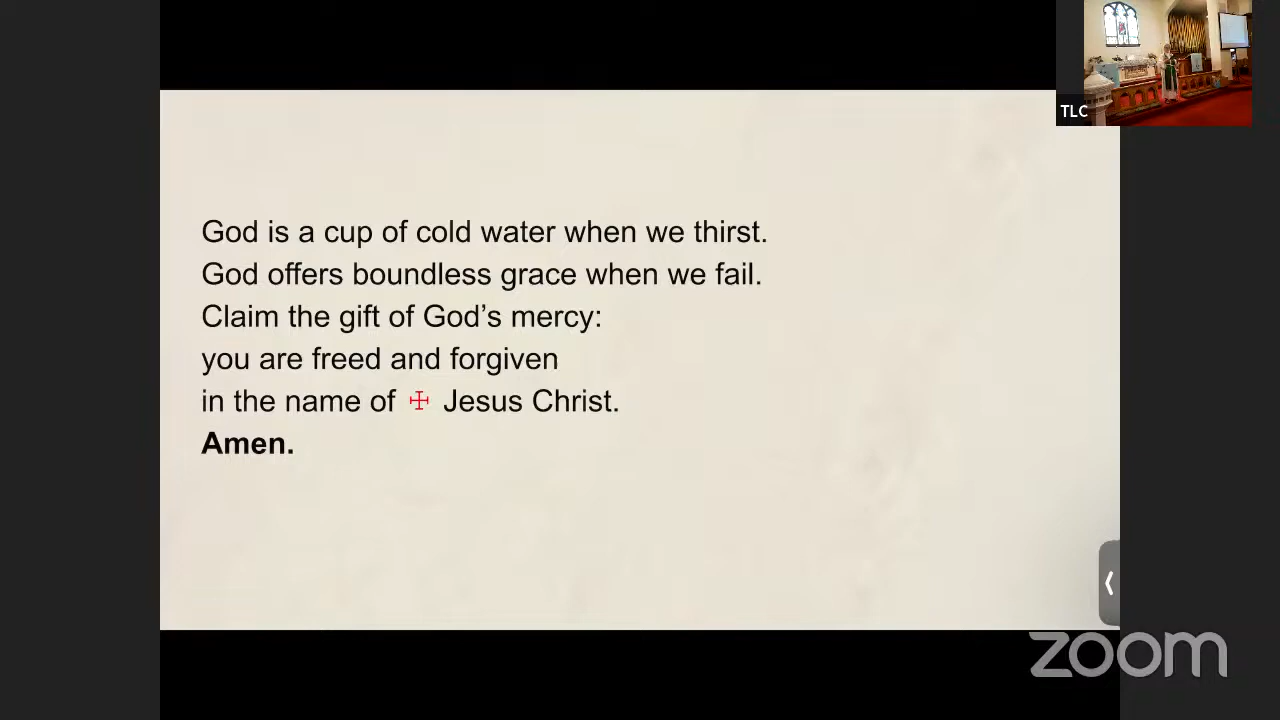 TLC
God is a cup of cold water when we thirst.
God offers boundless grace when we fail.
Claim the gift of God’s mercy:
you are freed and forgiven
in the name of ☩ Jesus Christ.
Amen.
zoom